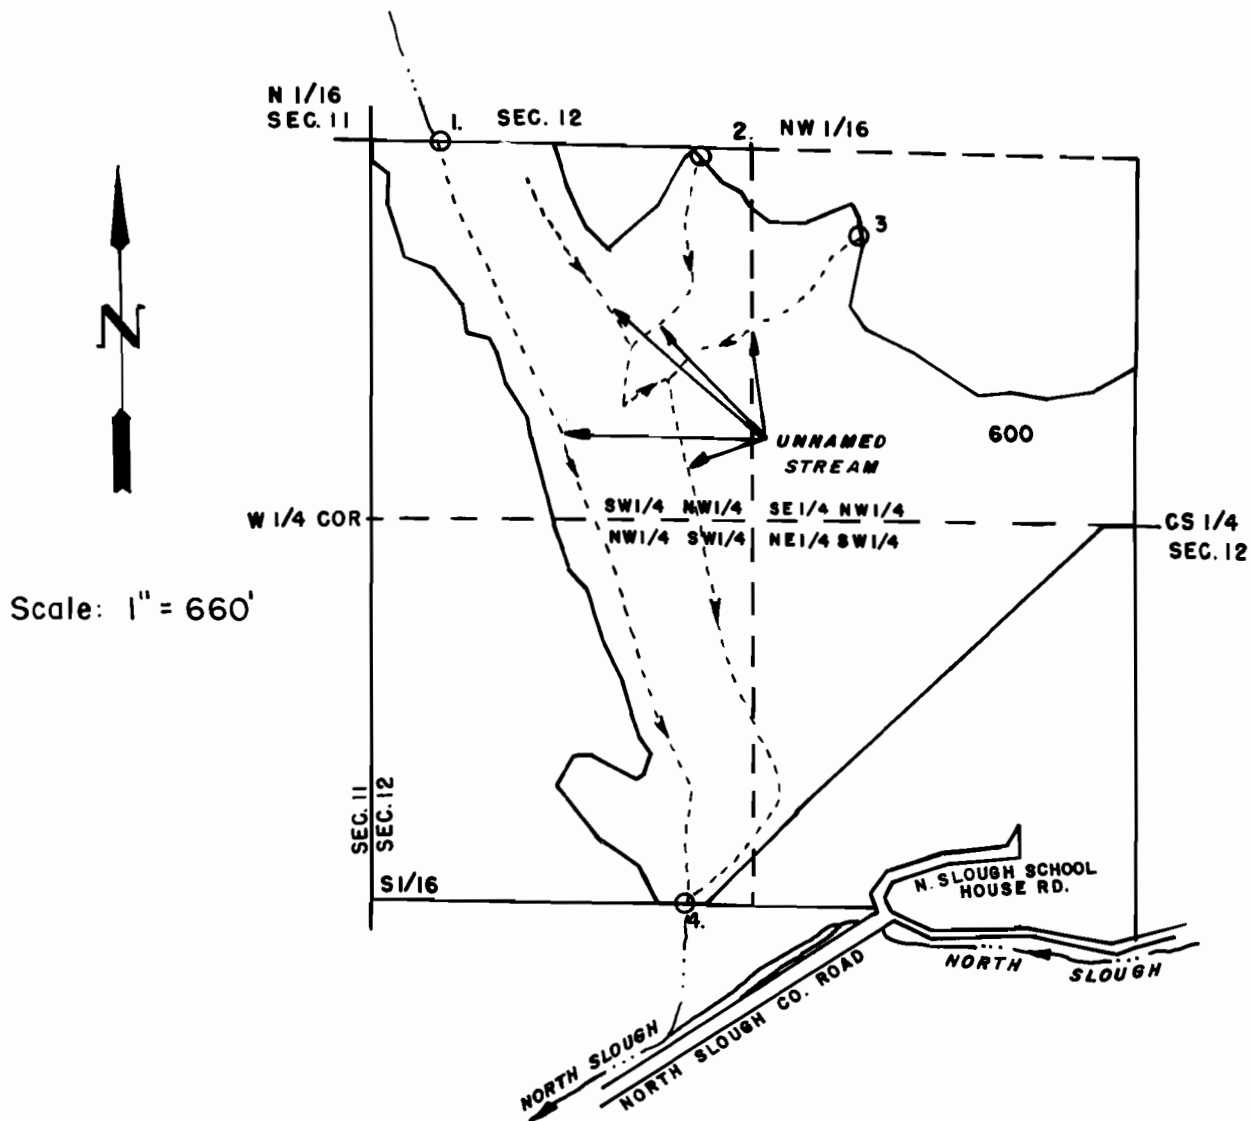 N 1/16
SEC. 11
1.
SEC. 12
2.
NW 1/16
3
N
600
UNNAMED
STREAM
W 1/4 COR
SW1/4 NW1/4
SE 1/4 NW1/4
NW1/4 SW1/4
NE1/4 SW1/4
CS 1/4
SEC. 12
Scale: 1" = 660'
SEC. 11
SEC. 12
S1/16
4.
N. SLOUGH SCHOOL
HOUSE RD.
NORTH SLOUGH
NORTH SLOUGH
NORTH SLOUGH CO. ROAD